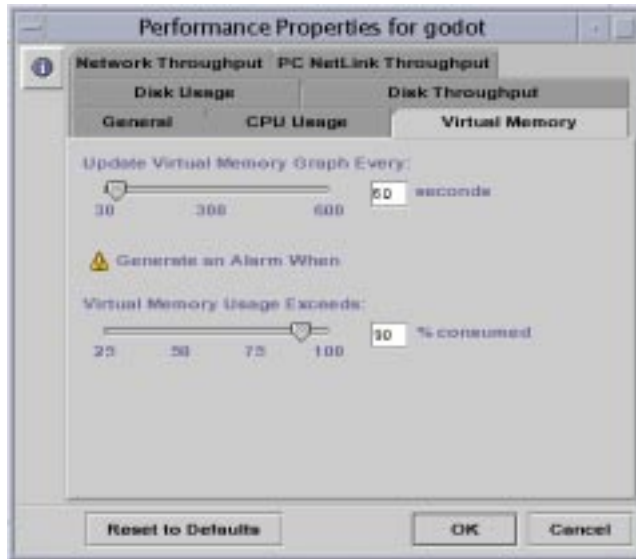 Performance Properties for godot
Network Throughput PC NetLink Throughput
Disk Usage Disk Throughput
General CPU Usage Virtual Memory
Update Virtual Memory Graph Every:
60 seconds
30 300 600
Generate an Alarm When
Virtual Memory Usage Exceeds:
90 % consumed
25 50 75 100
Reset to Defaults OK Cancel